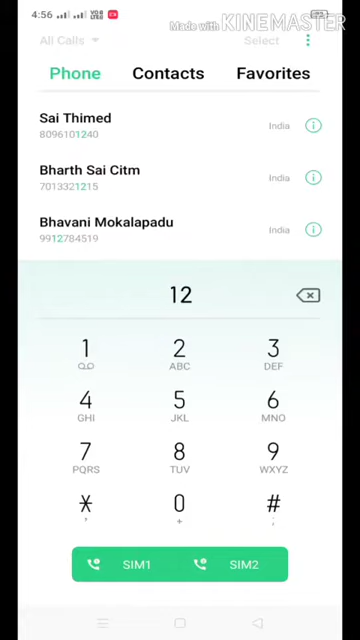 4:56
Made with KINEMASTER
All Calls Select
Phone Contacts Favorites
Sai Thimed
8096101240 India
Bharth Sai Citm
7013321215 India
Bhavani Mokalapadu
9912784519 India
12
1 2 3
ABC DEF
4 5 6
GHI JKL MNO
7 8 9
PQRS TUV WXYZ
* 0 #
, + ;
SIM1 SIM2